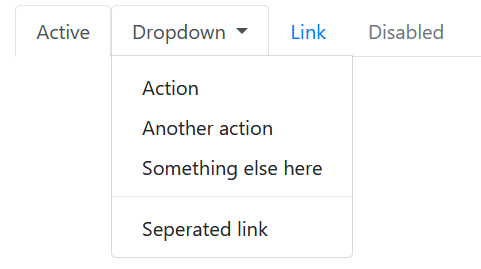 Active Dropdown Link Disabled
Action
Another action
Something else here
Seperated link